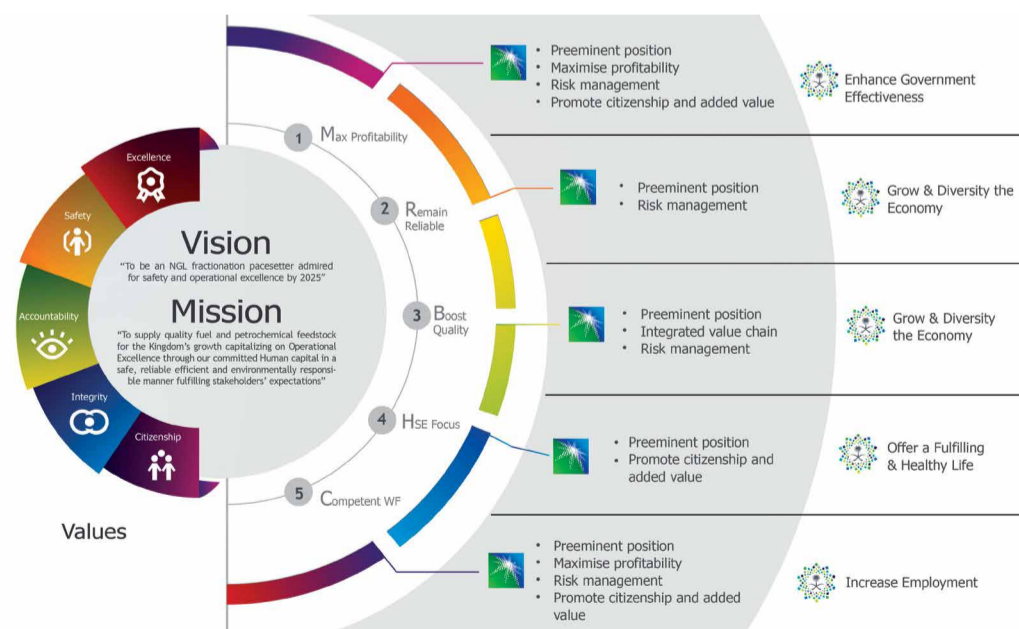 Excellence
Safety
Accountability
Integrity
Citizenship
Values
Vision
“To be an NGL fractionation pacesetter admired
for safety and operational excellence by 2025”
Mission
“To supply quality fuel and petrochemical feedstock
for the Kingdom’s growth capitalizing on Operational
Excellence through our committed Human capital in a
safe, reliable efficient and environmentally responsi-
ble manner fulfilling stakeholders’ expectations”
1
Max Profitability
2
Remain
Reliable
3
Boost
Quality
4
HSE Focus
5
Competent WF
• Preeminent position
• Maximise profitability
• Risk management
• Promote citizenship and added value
Enhance Government
Effectiveness
• Preeminent position
• Risk management
Grow & Diversity the
Economy
• Preeminent position
• Integrated value chain
• Risk management
Grow & Diversity
the Economy
• Preeminent position
• Promote citizenship and
added value
Offer a Fulfilling
& Healthy Life
• Preeminent position
• Maximise profitability
• Risk management
• Promote citizenship and added
value
Increase Employment